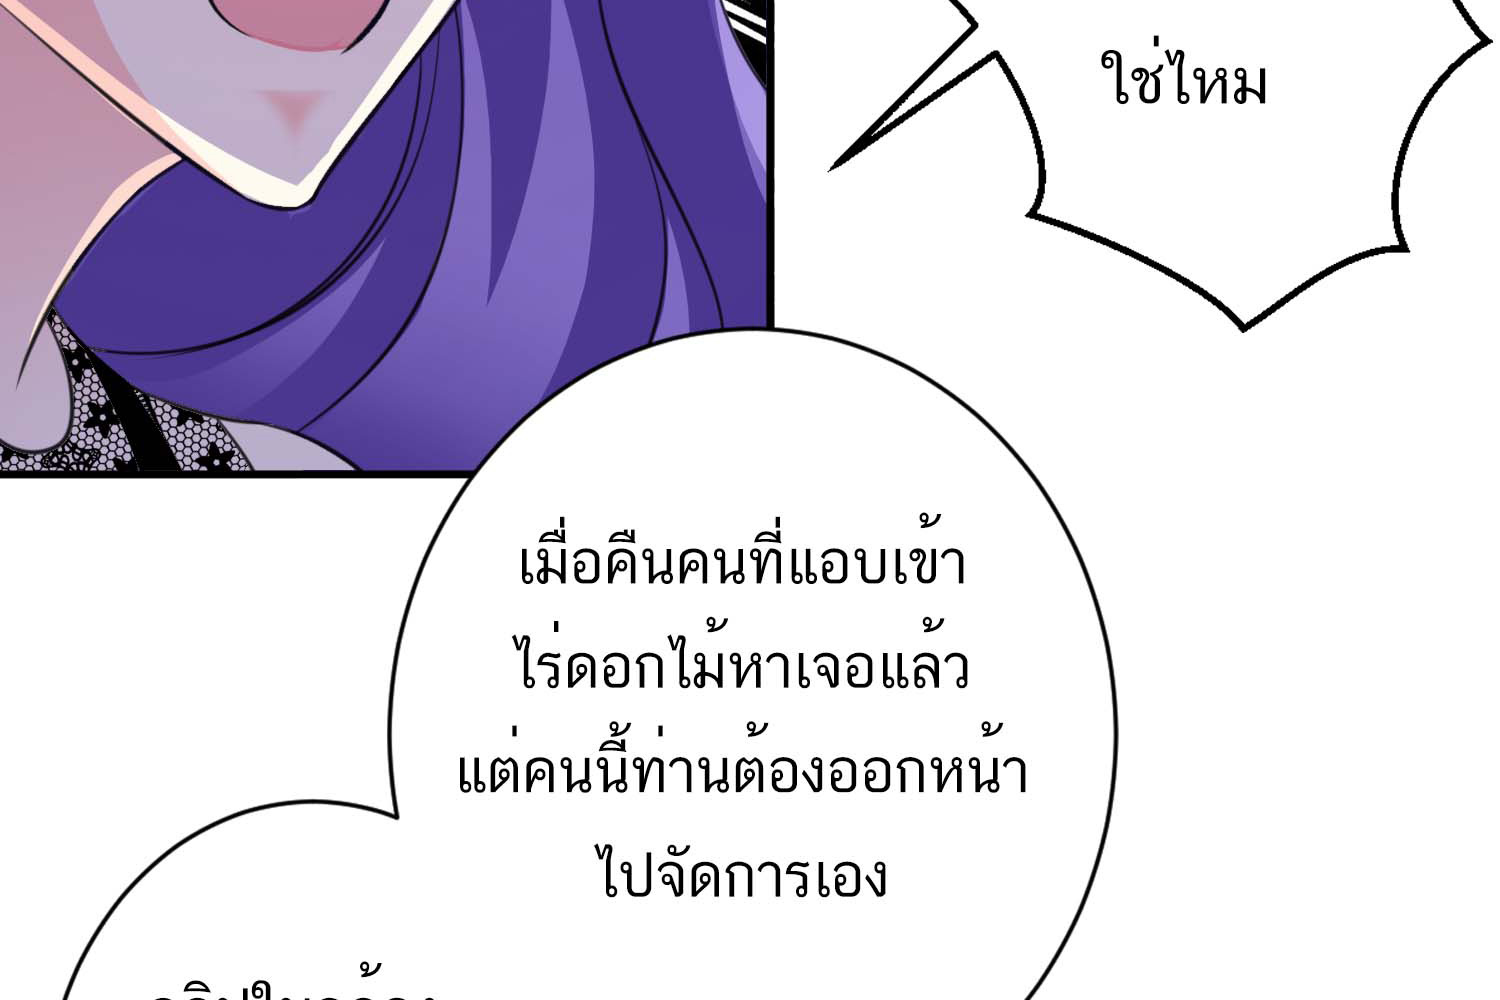 ใช่ไหม
เมื่อคืนคนที่แอบเข้า
ไร่ดอกไม้หาเจอแล้ว
แต่คนนี้ท่านต้องออกหน้า
ไปจัดการเอง